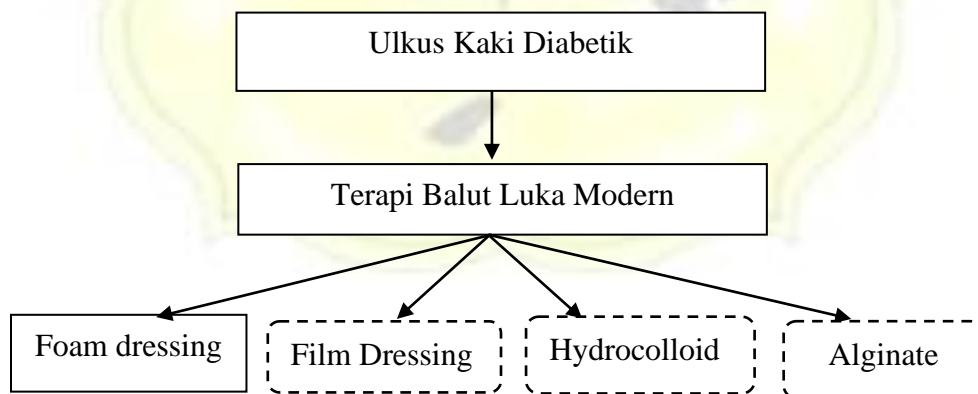 Ulkus Kaki Diabetik
Terapi Balut Luka Modern
Foam dressing
Film Dressing
Hydrocolloid
Alginate